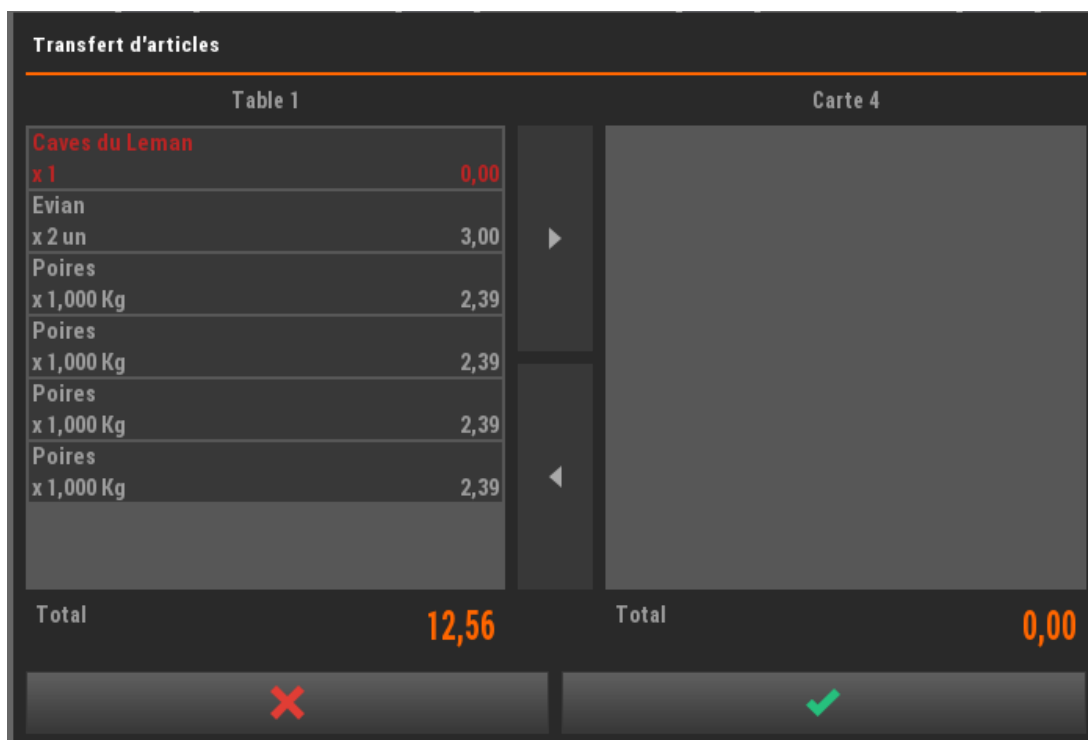 Transfert d'articles
Table 1
Carte 4
Caves du Leman
x 1 0,00
Evian
x 2 un 3,00
Poires
x 1,000 Kg 2,39
Poires
x 1,000 Kg 2,39
Poires
x 1,000 Kg 2,39
Poires
x 1,000 Kg 2,39
Total 12,56
Total 0,00